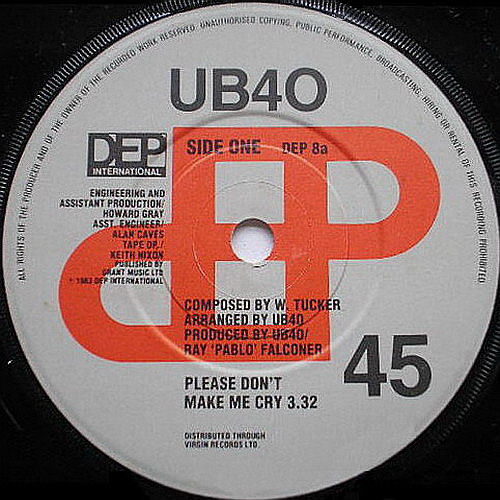 ALL RIGHTS OF THE PRODUCER AND OF THE OWNER OF THE RECORDED WORK RESERVED. UNAUTHORISED COPYING, PUBLIC PERFORMANCE, BROADCASTING, HIRING OR RENTAL OF THIS RECORDING PROHIBITED
UB40
DEP
INTERNATIONAL
SIDE ONE DEP 8a
ENGINEERING AND
ASSISTANT PRODUCTION/
HOWARD GRAY
ASST. ENGINEER/
ALAN CAVES
TAPE OP./
KEITH NIXON
PUBLISHED BY
GRANT MUSIC LTD
℗ 1983 DEP INTERNATIONAL
COMPOSED BY W. TUCKER
ARRANGED BY UB40
PRODUCED BY UB40/
RAY 'PABLO' FALCONER
45
PLEASE DON'T
MAKE ME CRY 3.32
DISTRIBUTED THROUGH
VIRGIN RECORDS LTD.